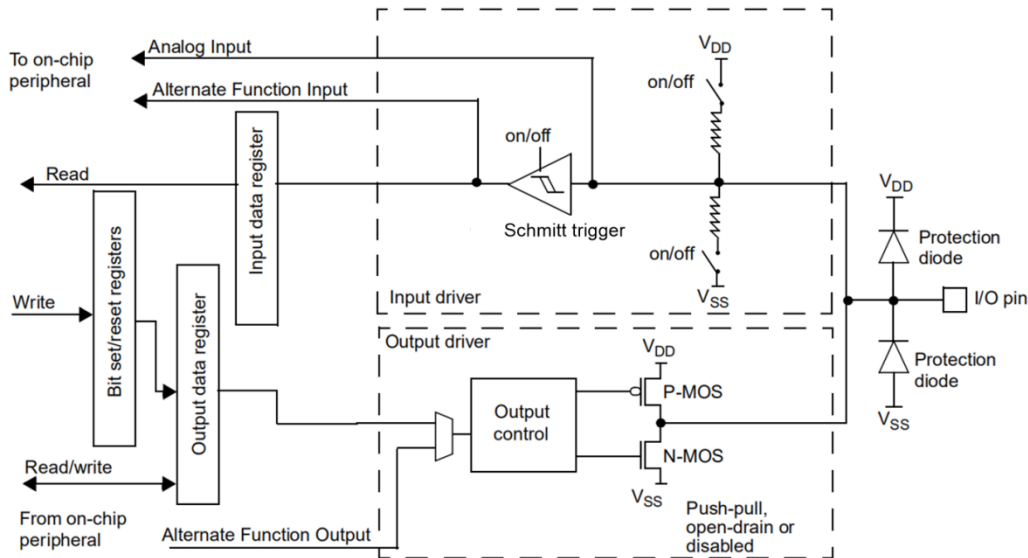 To on-chip
peripheral
Analog Input
Alternate Function Input
Read
Input data register
Bit set/reset registers
Write
Output data register
Read/write
From on-chip
peripheral
Alternate Function Output
on/off
Schmitt trigger
V_DD
on/off
on/off
V_SS
Input driver
Output driver
V_DD
P-MOS
Output
control
N-MOS
V_SS
Push-pull,
open-drain or
disabled
V_DD
Protection
diode
I/O pin
Protection
diode
V_SS